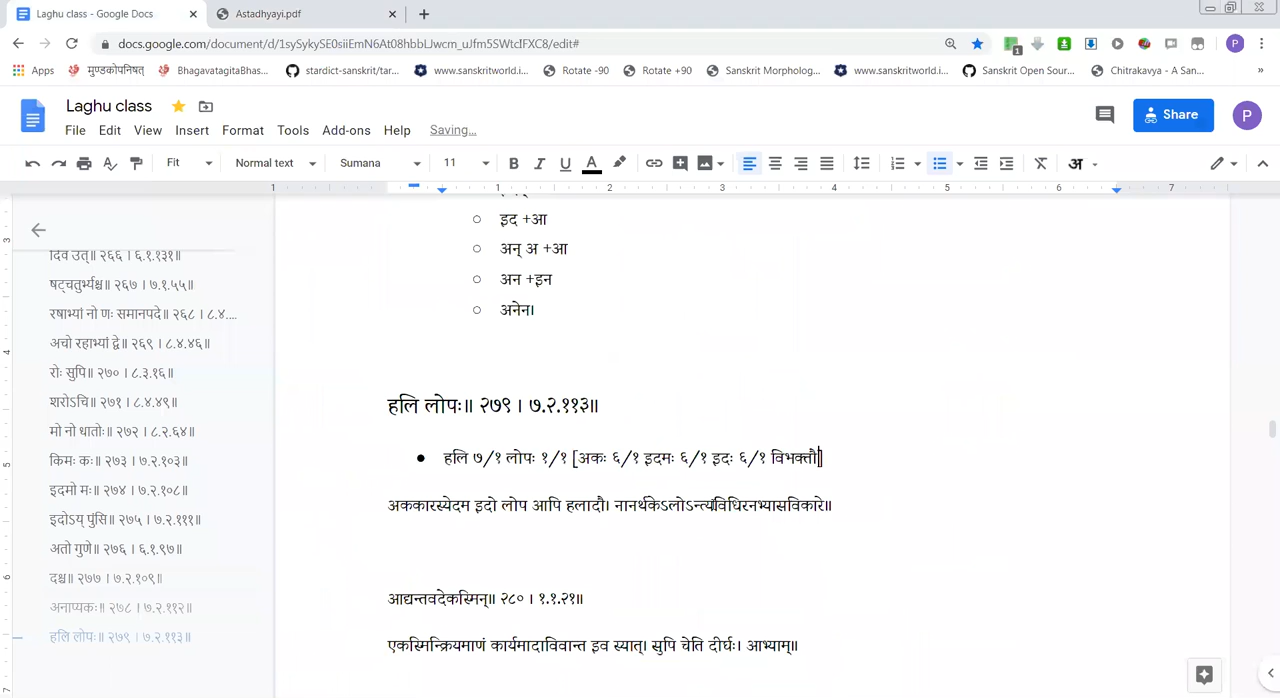 Laghu class - Google Docs
Astadhyayi.pdf
docs.google.com/document/d/1sySykySE0siiEmN6At08hbbLJwcm_uJfm5SWtcIFXC8/edit#
Apps मुण्डकोपनिषत् BhagavatagitaBhas... stardict-sanskrit/tar... www.sanskritworld.i... Rotate -90 Rotate +90 Sanskrit Morpholog... www.sanskritworld.i... Sanskrit Open Sour... Chitrakavya - A San... »
Laghu class
File Edit View Insert Format Tools Add-ons Help Saving...
Share
P
Fit Normal text Sumana 11 B I U A अ
1 1 2 3 4 5 6 7
दिव उत्॥ २६६ । ६.१.१३१॥
षट्चतुर्भ्यश्च॥ २६७ । ७.१.५५॥
रषाभ्यां नो णः समानपदे॥ २६८ । ८.४....
अचो रहाभ्यां द्वे॥ २६९ । ८.४.४६॥
रोः सुपि॥ २७० । ८.३.१६॥
शरोऽचि॥ २७१ । ८.४.४९॥
मो नो धातोः॥ २७२ । ८.२.६४॥
किमः कः॥ २७३ । ७.२.१०३॥
इदमो मः॥ २७४ । ७.२.१०८॥
इदोऽय् पुंसि॥ २७५ । ७.२.१११॥
अतो गुणे॥ २७६ । ६.१.९७॥
दश्च॥ २७७ । ७.२.१०९॥
अनाप्यकः॥ २७८ । ७.२.११२॥
हलि लोपः॥ २७९ । ७.२.११३॥
○ इद +आ
○ अन् अ +आ
○ अन +इन
○ अनेन।
हलि लोपः॥ २७९ । ७.२.११३॥
● हलि ७/१ लोपः १/१ [अकः ६/१ इदमः ६/१ इदः ६/१ विभक्तौ]
अककारस्येदम इदो लोप आपि हलादौ। नानर्थकेऽलोऽन्त्यविधिरनभ्यासविकारे॥
आद्यन्तवदेकस्मिन्॥ २८० । १.१.२१॥
एकस्मिन्क्रियमाणं कार्यमादाविवान्त इव स्यात्। सुपि चेति दीर्घः। आभ्याम्॥